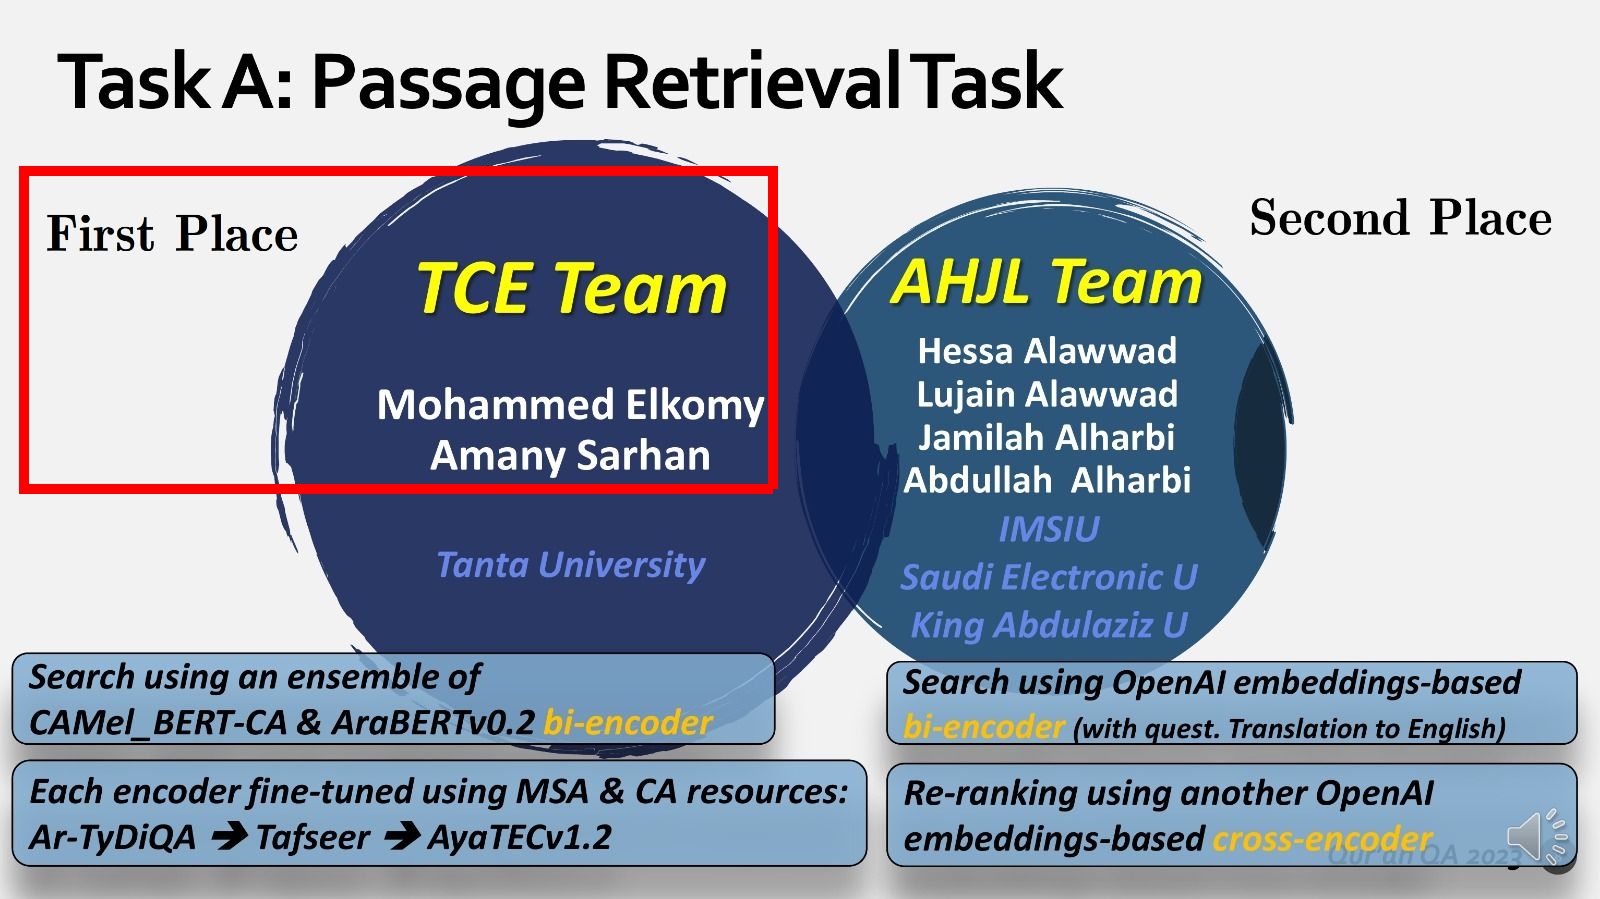 Task A: Passage Retrieval Task
First Place
TCE Team
Mohammed Elkomy
Amany Sarhan
Tanta University
Search using an ensemble of
CAMel_BERT-CA & AraBERTv0.2 bi-encoder
Each encoder fine-tuned using MSA & CA resources:
Ar-TyDiQA ➔ Tafseer ➔ AyaTECv1.2
Second Place
AHJL Team
Hessa Alawwad
Lujain Alawwad
Jamilah Alharbi
Abdullah Alharbi
IMSIU
Saudi Electronic U
King Abdulaziz U
Search using OpenAI embeddings-based
bi-encoder (with quest. Translation to English)
Re-ranking using another OpenAI
embeddings-based cross-encoder
Qur'an QA 2023